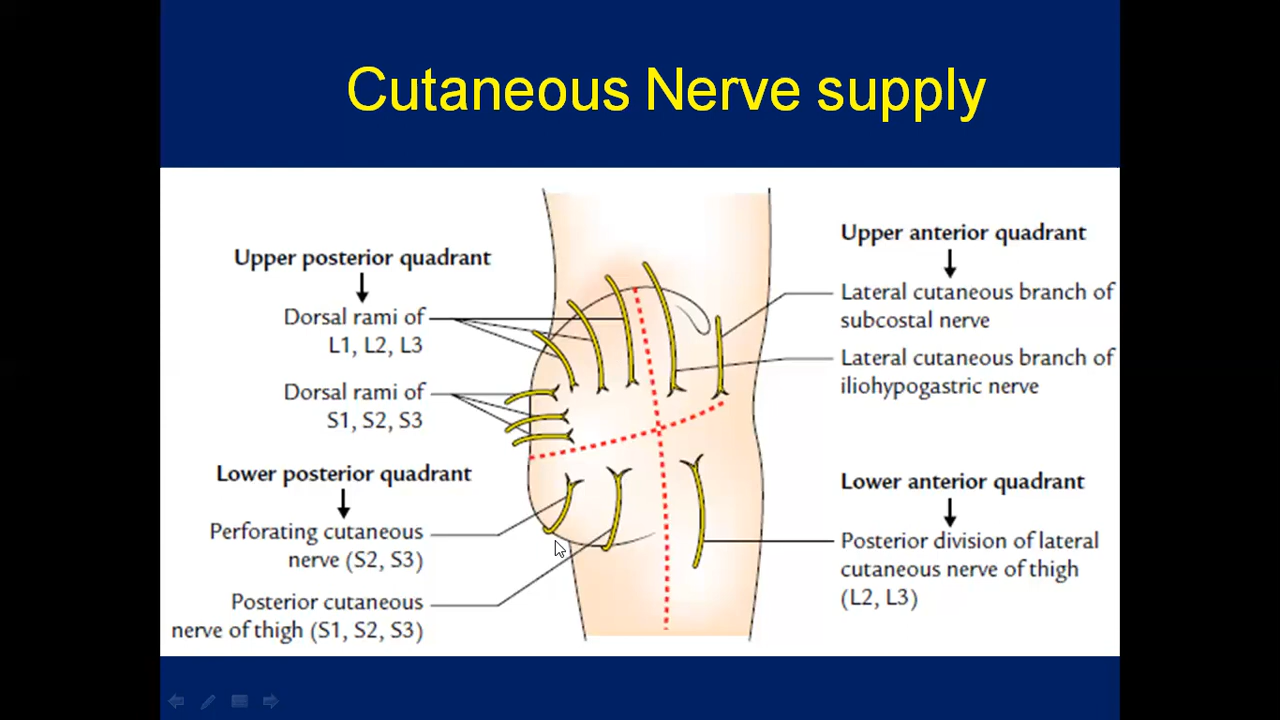 Cutaneous Nerve supply
Upper posterior quadrant
Dorsal rami of
L1, L2, L3
Dorsal rami of
S1, S2, S3
Lower posterior quadrant
Perforating cutaneous
nerve (S2, S3)
Posterior cutaneous
nerve of thigh (S1, S2, S3)
Upper anterior quadrant
Lateral cutaneous branch of
subcostal nerve
Lateral cutaneous branch of
iliohypogastric nerve
Lower anterior quadrant
Posterior division of lateral
cutaneous nerve of thigh
(L2, L3)